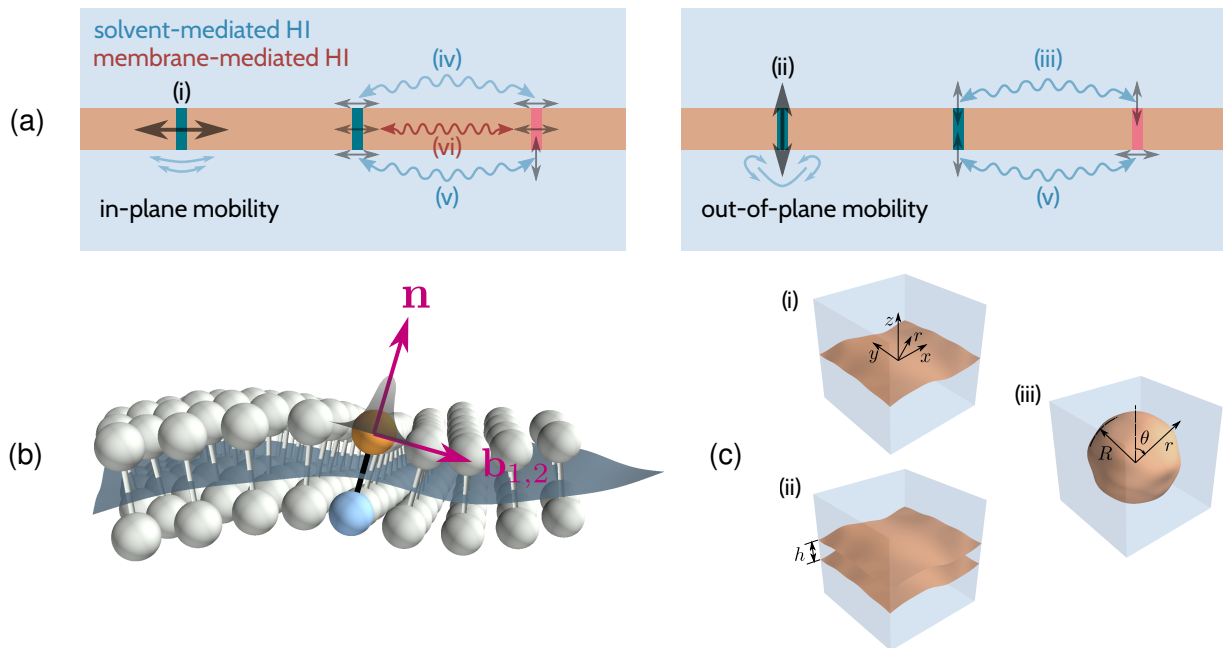 solvent-mediated HI
membrane-mediated HI
(a)
(i)
(iv)
(vi)
(v)
in-plane mobility
(ii)
(iii)
(v)
out-of-plane mobility
(b)
n
b1,2
(c)
(i)
z
r
y
x
(ii)
h
(iii)
θ
R
r